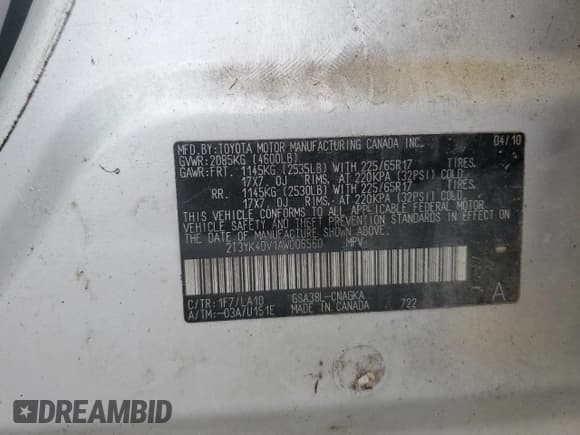 MFD.BY:TOYOTA MOTOR MANUFACTURING CANADA INC. 04/10
GVWR: 2085KG (4600LB)
GAWR:FRT. 1145KG (2535LB) WITH 225/65R17 TIRES.
17X7. 0J RIMS. AT 220KPA (32PSI) COLD.
RR. 1145KG (2530LB) WITH 225/65R17 TIRES.
17X7. 0J RIMS. AT 220KPA (32PSI) COLD.
THIS VEHICLE CONFORMS TO ALL APPLICABLE FEDERAL MOTOR
VEHICLE SAFETY AND THEFT PREVENTION STANDARDS IN EFFECT ON
THE DATE OF MANUFACTURE SHOWN ABOVE.
2T3YK4DV1AW006560 MPV
C/TR: 1F7/LA10 GSA38L-CNAGKA
A/TM:-03A/U151E MADE IN CANADA 722 A
DREAMBID